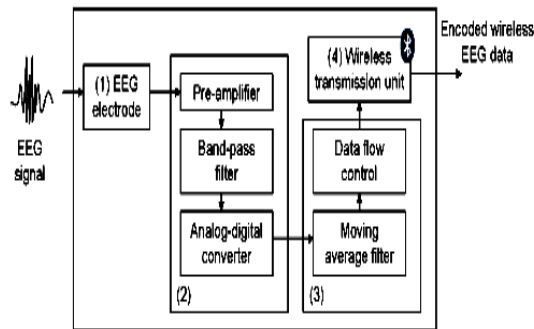 EEG
signal
(1) EEG
electrode
Pre-amplifier
Band-pass
filter
Analog-digital
converter
(2)
Moving
average filter
Data flow
control
(3)
(4) Wireless
transmission unit
Encoded wireless
EEG data